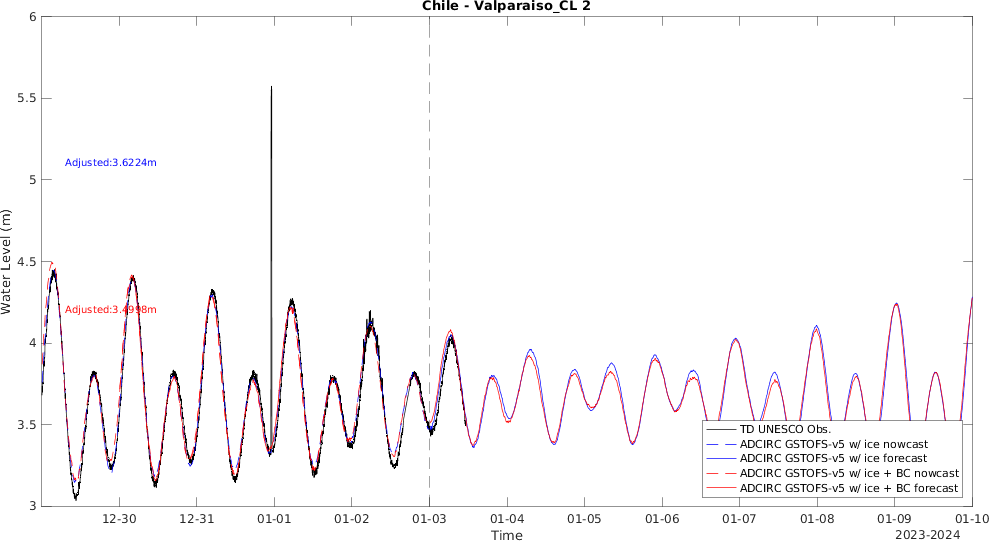 Chile - Valparaiso_CL 2
Water Level (m)
6
5.5
5
4.5
4
3.5
3
Adjusted:3.6224m
Adjusted:3.4998m
TD UNESCO Obs.
ADCIRC GSTOFS-v5 w/ ice nowcast
ADCIRC GSTOFS-v5 w/ ice forecast
ADCIRC GSTOFS-v5 w/ ice + BC nowcast
ADCIRC GSTOFS-v5 w/ ice + BC forecast
12-30 12-31 01-01 01-02 01-03 01-04 01-05 01-06 01-07 01-08 01-09 01-10
Time
2023-2024